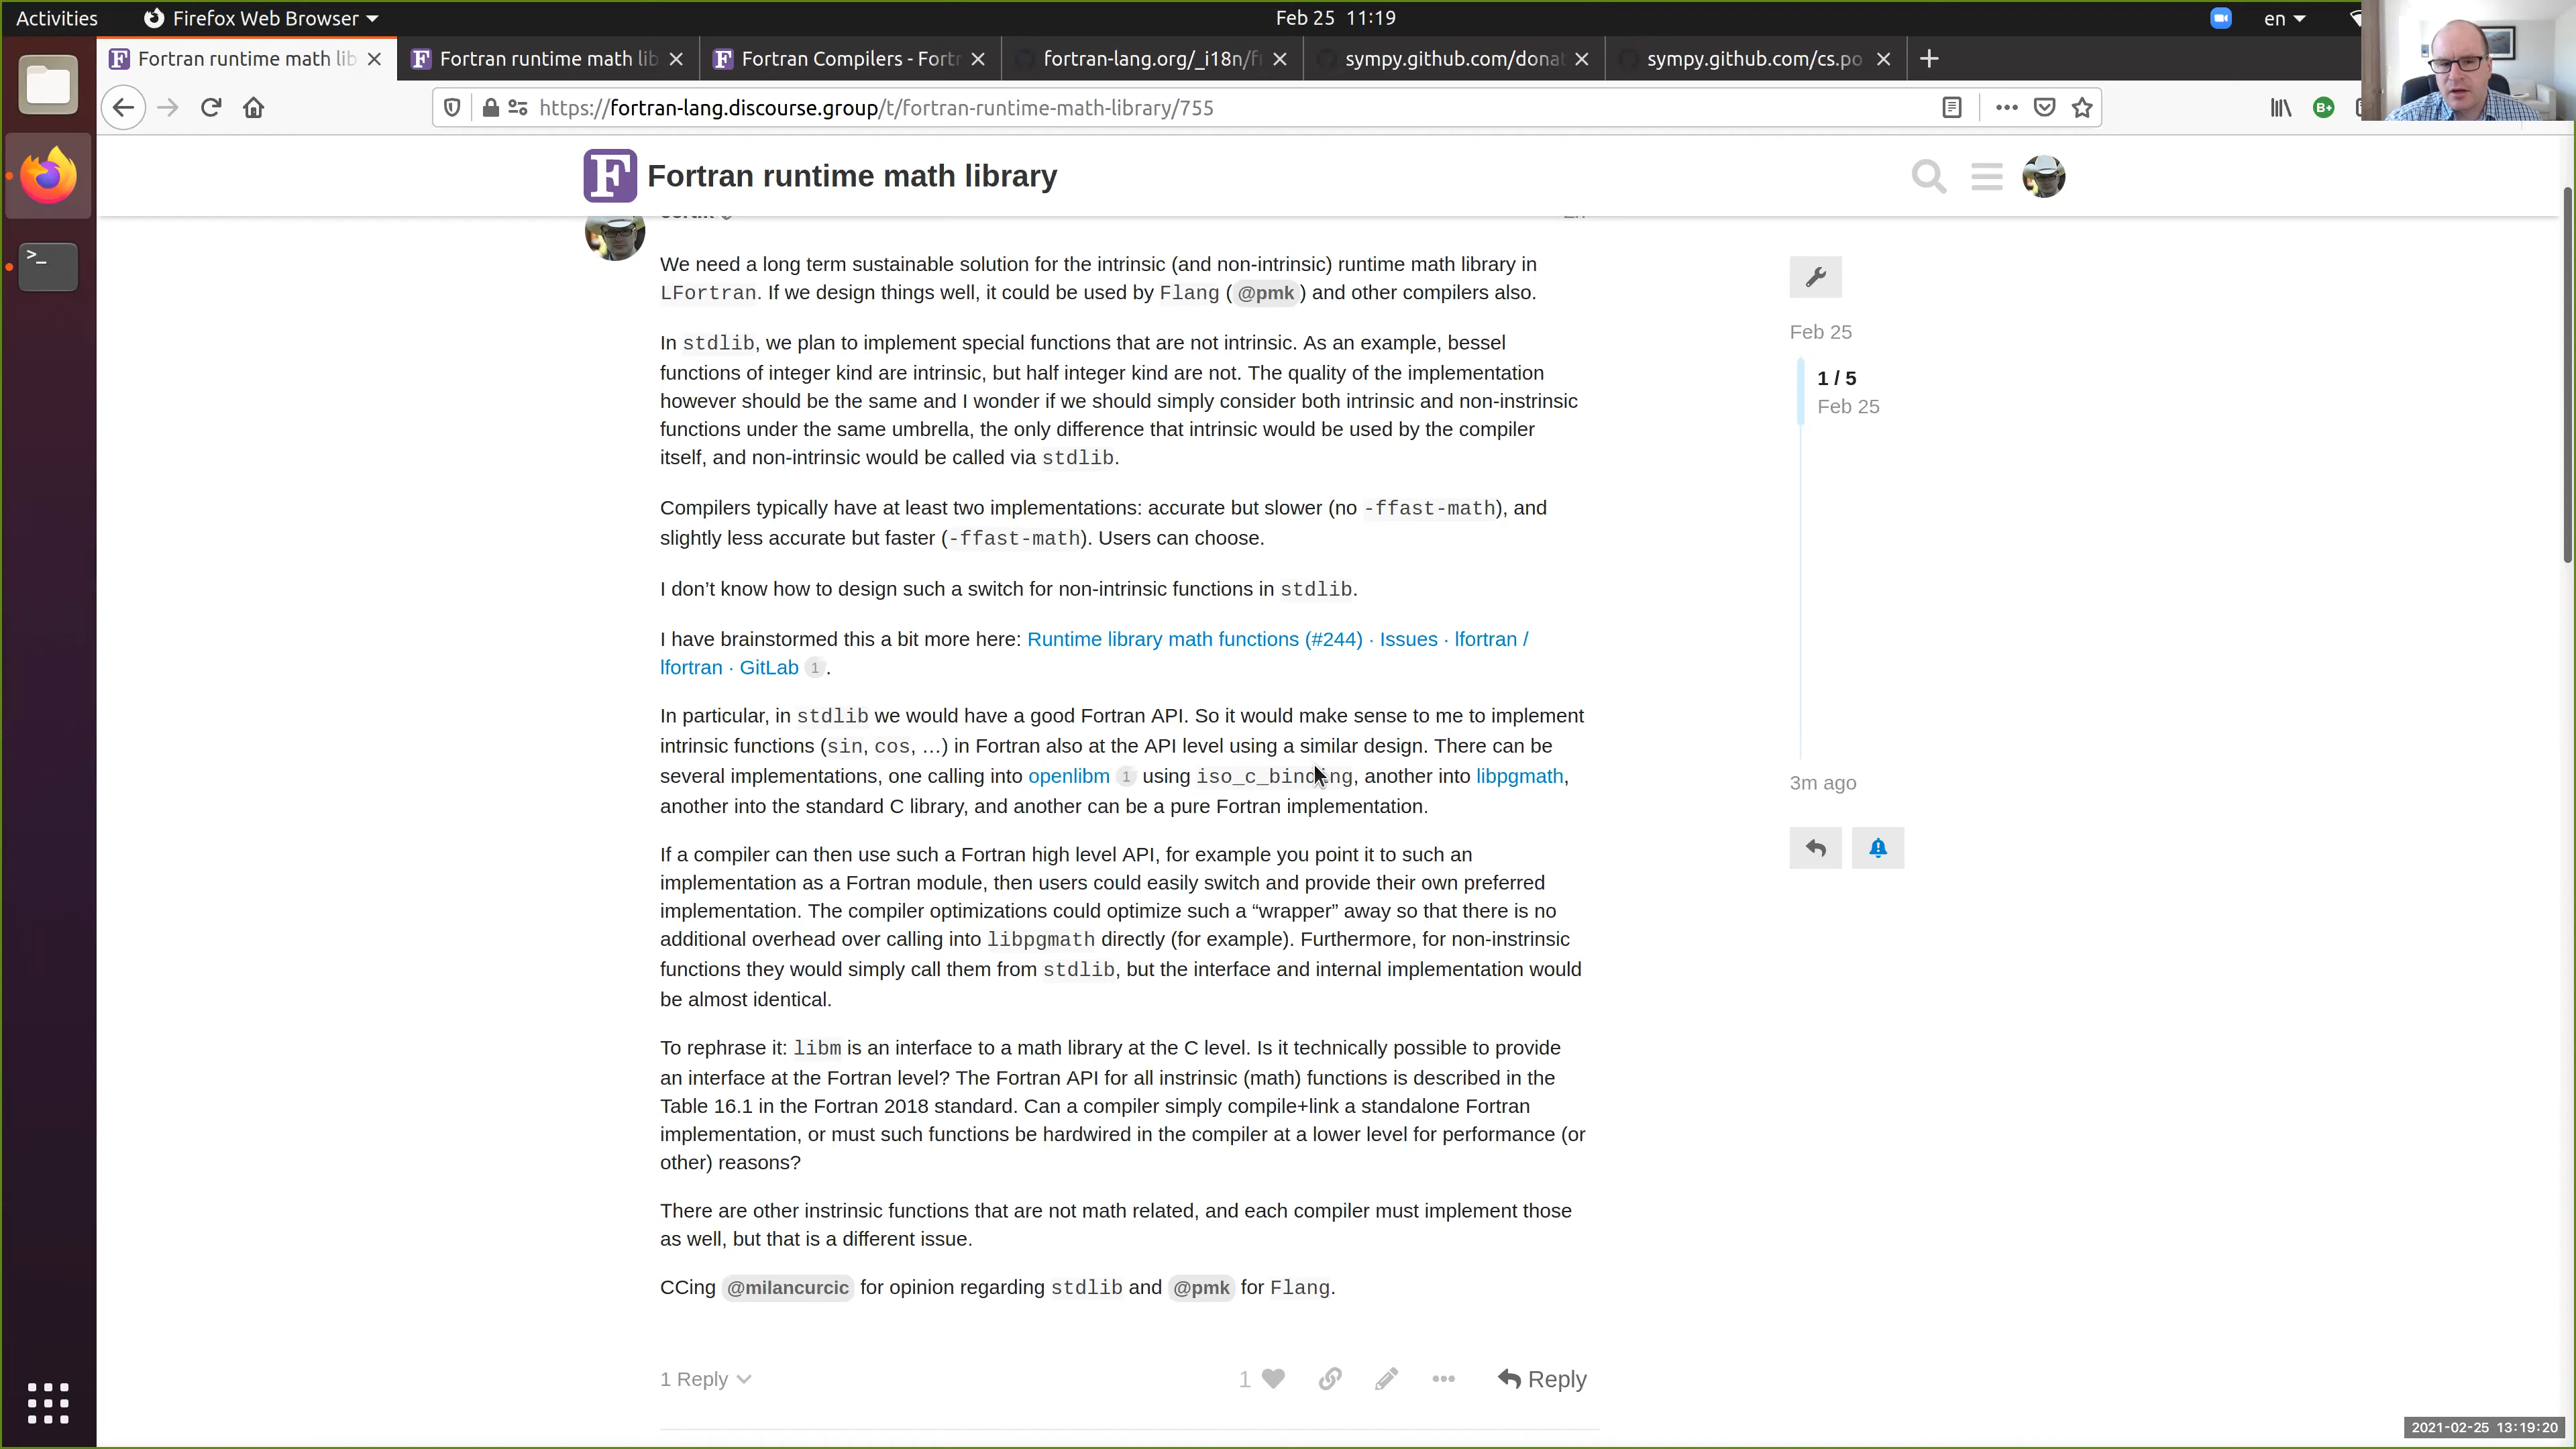 Activities
Firefox Web Browser
Feb 25 11:19
en
Fortran runtime math lib
Fortran runtime math lib
Fortran Compilers - Fortr
fortran-lang.org/_i18n/f
sympy.github.com/donat
sympy.github.com/cs.po
https://fortran-lang.discourse.group/t/fortran-runtime-math-library/755
B+
F Fortran runtime math library
We need a long term sustainable solution for the intrinsic (and non-intrinsic) runtime math library in
LFortran. If we design things well, it could be used by Flang (@pmk) and other compilers also.
In stdlib, we plan to implement special functions that are not intrinsic. As an example, bessel
functions of integer kind are intrinsic, but half integer kind are not. The quality of the implementation
however should be the same and I wonder if we should simply consider both intrinsic and non-instrinsic
functions under the same umbrella, the only difference that intrinsic would be used by the compiler
itself, and non-intrinsic would be called via stdlib.
Compilers typically have at least two implementations: accurate but slower (no -ffast-math), and
slightly less accurate but faster (-ffast-math). Users can choose.
I don’t know how to design such a switch for non-intrinsic functions in stdlib.
I have brainstormed this a bit more here: Runtime library math functions (#244) · Issues · lfortran /
lfortran · GitLab 1.
In particular, in stdlib we would have a good Fortran API. So it would make sense to me to implement
intrinsic functions (sin, cos, …) in Fortran also at the API level using a similar design. There can be
several implementations, one calling into openlibm 1 using iso_c_binding, another into libpgmath,
another into the standard C library, and another can be a pure Fortran implementation.
If a compiler can then use such a Fortran high level API, for example you point it to such an
implementation as a Fortran module, then users could easily switch and provide their own preferred
implementation. The compiler optimizations could optimize such a “wrapper” away so that there is no
additional overhead over calling into libpgmath directly (for example). Furthermore, for non-instrinsic
functions they would simply call them from stdlib, but the interface and internal implementation would
be almost identical.
To rephrase it: libm is an interface to a math library at the C level. Is it technically possible to provide
an interface at the Fortran level? The Fortran API for all instrinsic (math) functions is described in the
Table 16.1 in the Fortran 2018 standard. Can a compiler simply compile+link a standalone Fortran
implementation, or must such functions be hardwired in the compiler at a lower level for performance (or
other) reasons?
There are other instrinsic functions that are not math related, and each compiler must implement those
as well, but that is a different issue.
CCing @milancurcic for opinion regarding stdlib and @pmk for Flang.
1 Reply
1
Reply
Feb 25
1 / 5
Feb 25
3m ago
2021-02-25 13:19:20